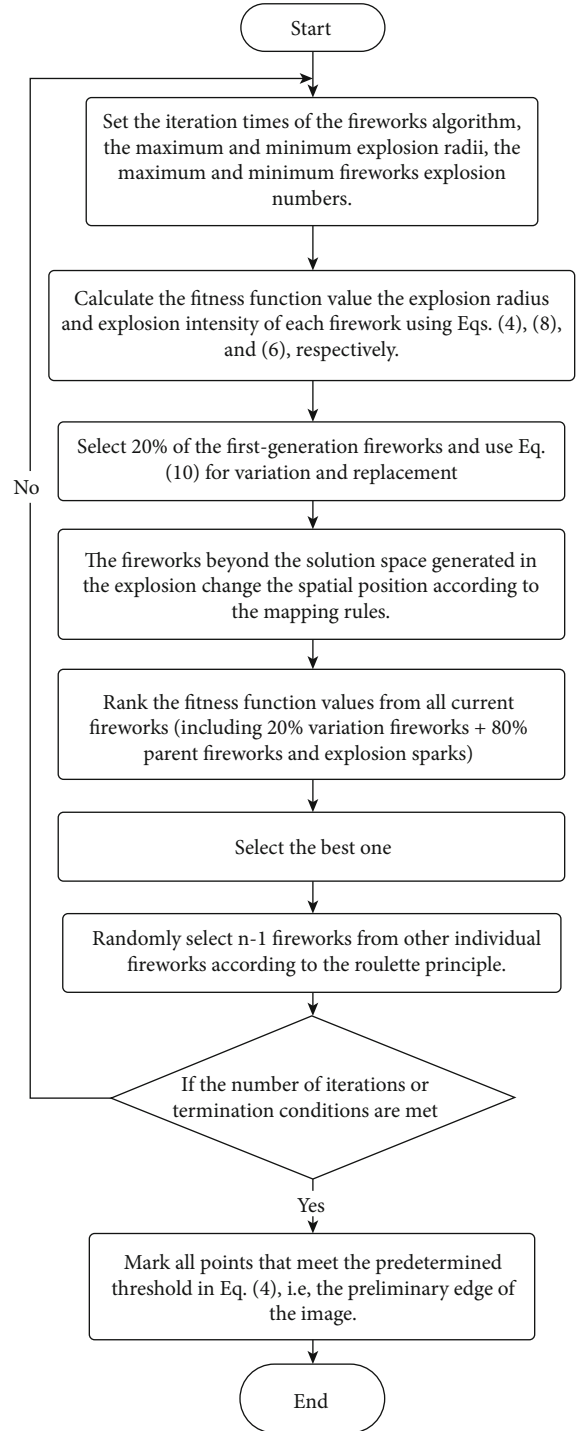 Start
Set the iteration times of the fireworks algorithm,
the maximum and minimum explosion radii, the
maximum and minimum fireworks explosion
numbers.
Calculate the fitness function value the explosion radius
and explosion intensity of each firework using Eqs. (4), (8),
and (6), respectively.
Select 20% of the first-generation fireworks and use Eq.
(10) for variation and replacement
No
The fireworks beyond the solution space generated in
the explosion change the spatial position according to
the mapping rules.
Rank the fitness function values from all current
fireworks (including 20% variation fireworks + 80%
parent fireworks and explosion sparks)
Select the best one
Randomly select n-1 fireworks from other individual
fireworks according to the roulette principle.
If the number of iterations or
termination conditions are met
Yes
Mark all points that meet the predetermined
threshold in Eq. (4), i.e, the preliminary edge of
the image.
End